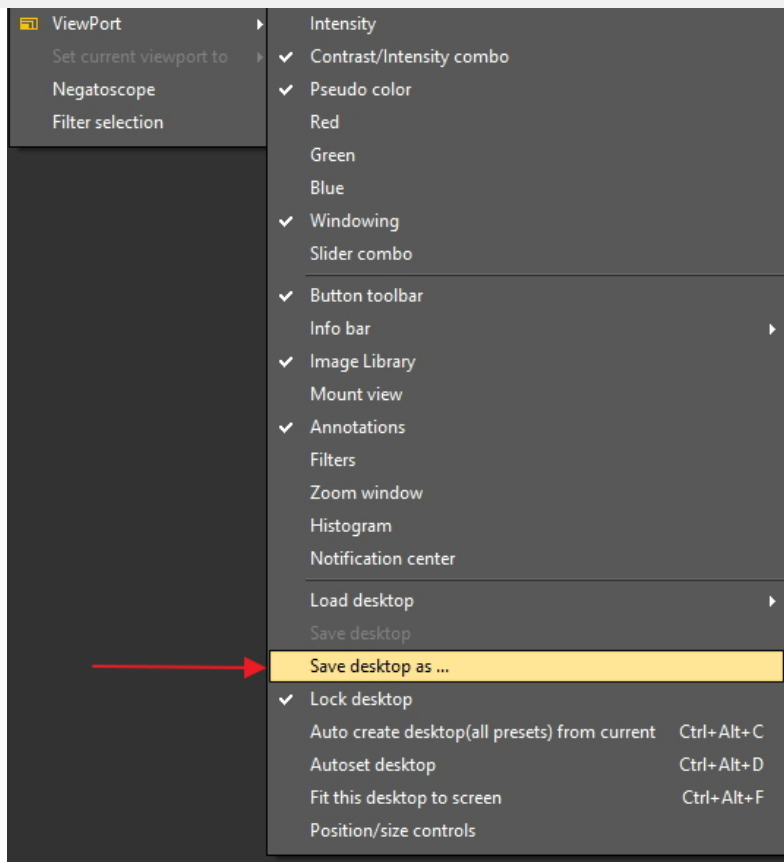 ViewPort
Set current viewport to
Negatoscope
Filter selection
Intensity
Contrast/Intensity combo
Pseudo color
Red
Green
Blue
Windowing
Slider combo
Button toolbar
Info bar
Image Library
Mount view
Annotations
Filters
Zoom window
Histogram
Notification center
Load desktop
Save desktop
Save desktop as ...
Lock desktop
Auto create desktop(all presets) from current Ctrl+Alt+C
Autoset desktop Ctrl+Alt+D
Fit this desktop to screen Ctrl+Alt+F
Position/size controls